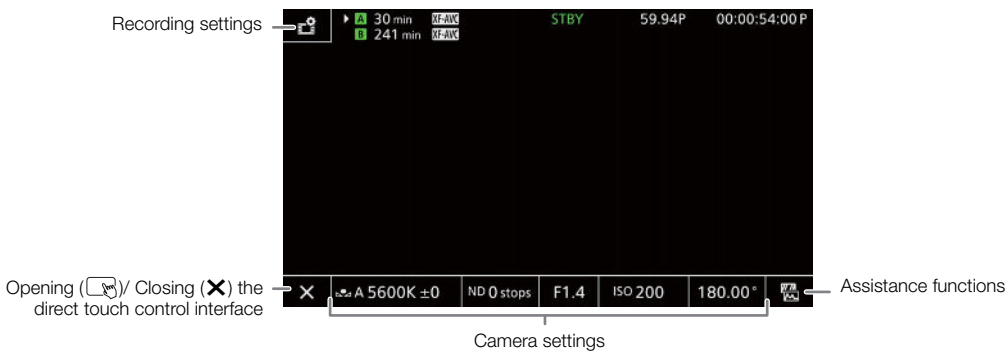 Recording settings
A 30 min XF-AVC STBY 59.94P 00:00:54:00 P
B 241 min XF-AVC
Opening ( )/ Closing (✕) the
direct touch control interface
✕ A 5600K ±0 ND 0 stops F1.4 ISO 200 180.00°
Assistance functions
Camera settings